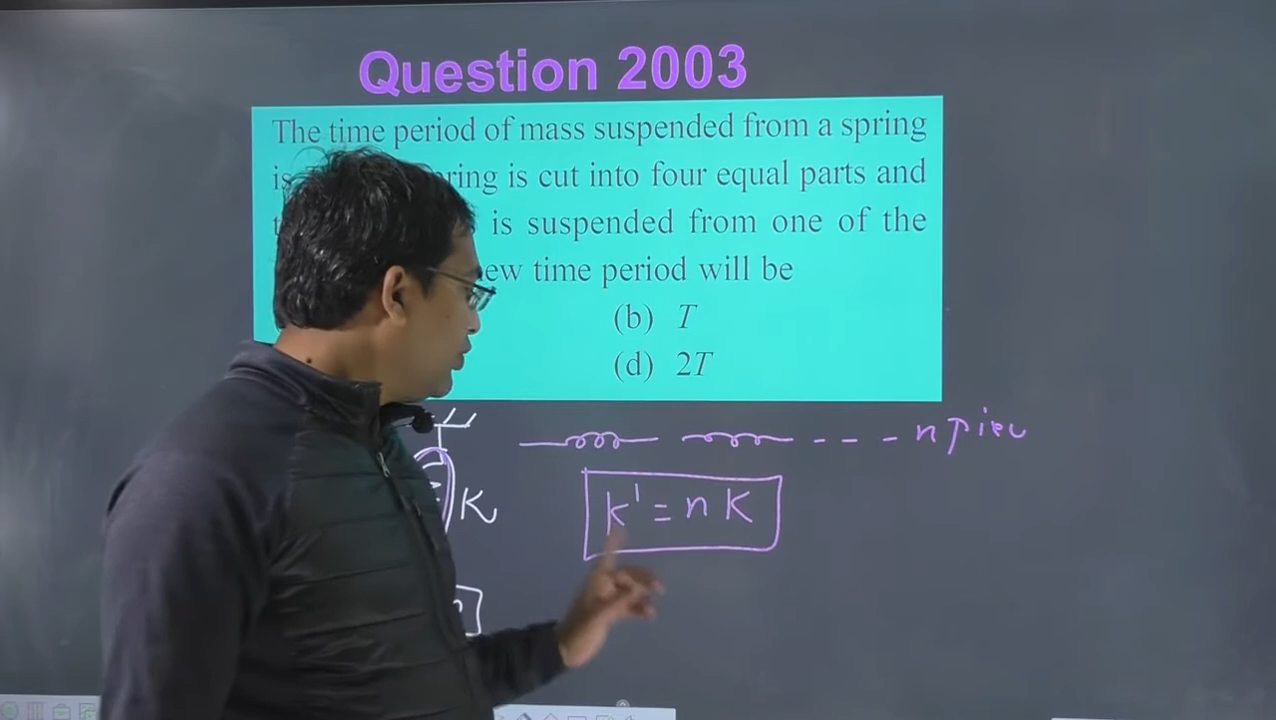 Question 2003
The time period of mass suspended from a spring
ring is cut into four equal parts and
is suspended from one of the
ew time period will be
(b) T
(d) 2T
n piec
K
k' = n K